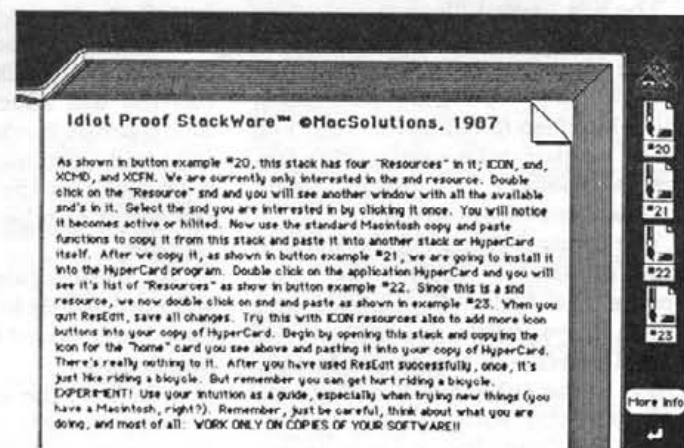 Idiot Proof StackWare™ ©MacSolutions, 1987
As shown in button example #20, this stack has four "Resources" in it; ICON, snd,
XCMD, and XCFN. We are currently only interested in the snd resource. Double
click on the "Resource" snd and you will see another window with all the available
snd's in it. Select the snd you are interested in by clicking it once. You will notice
it becomes active or hilited. Now use the standard Macintosh copy and paste
functions to copy it from this stack and paste it into another stack or HyperCard
itself. After we copy it, as shown in button example #21, we are going to install it
into the HyperCard program. Double click on the application HyperCard and you will
see it's list of "Resources" as show in button example #22. Since this is a snd
resource, we now double click on snd and paste as shown in example #23. When you
quit ResEdit, save all changes. Try this with ICON resources also to add more icon
buttons into your copy of HyperCard. Begin by opening this stack and copying the
icon for the "home" card you see above and pasting it into your copy of HyperCard.
There's really nothing to it. After you have used ResEdit successfully, once, it's
just like riding a bicycle. But remember you can get hurt riding a bicycle.
EXPERIMENT! Use your intuition as a guide, especially when trying new things (you
have a Macintosh, right?). Remember, just be careful, think about what you are
doing, and most of all: WORK ONLY ON COPIES OF YOUR SOFTWARE!!
#20
#21
#22
#23
More Info